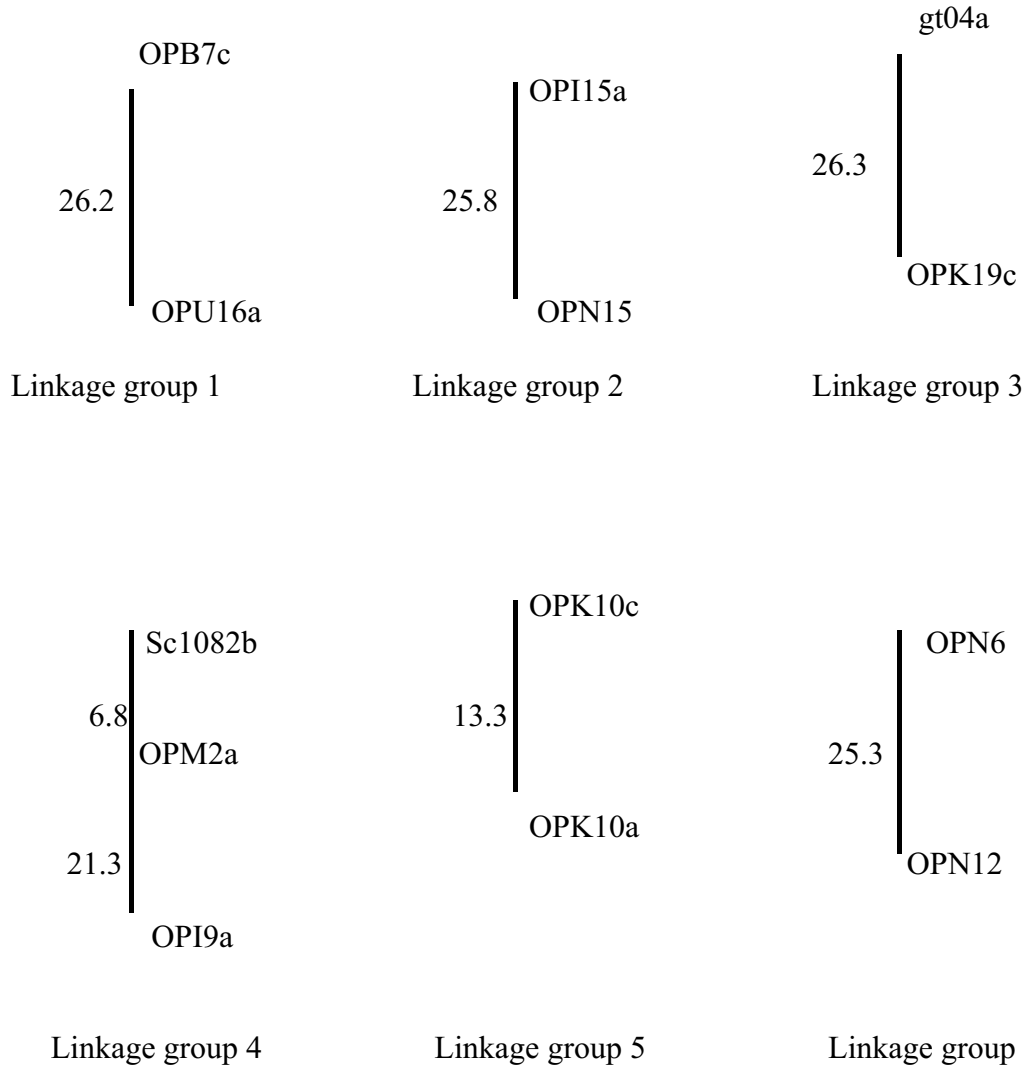 OPB7c
26.2
OPU16a
Linkage group 1
OPI15a
25.8
OPN15
Linkage group 2
gt04a
26.3
OPK19c
Linkage group 3
Sc1082b
6.8
OPM2a
21.3
OPI9a
Linkage group 4
OPK10c
13.3
OPK10a
Linkage group 5
OPN6
25.3
OPN12
Linkage group